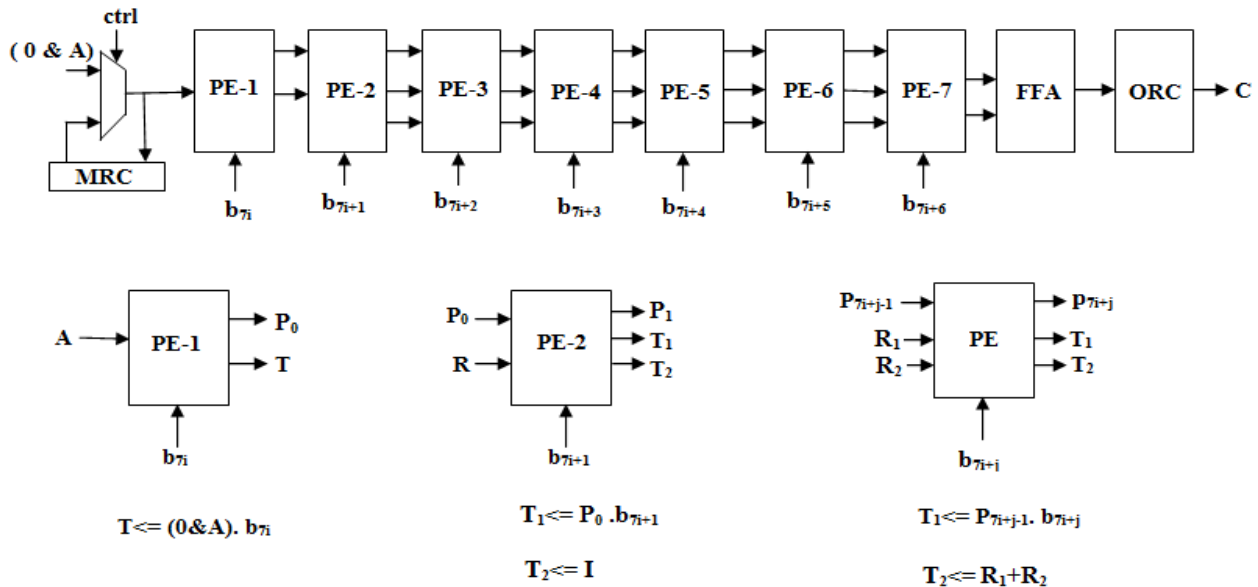 ctrl
( 0 & A)
PE-1 PE-2 PE-3 PE-4 PE-5 PE-6 PE-7 FFA ORC C
MRC
b7i b7i+1 b7i+2 b7i+3 b7i+4 b7i+5 b7i+6
A PE-1 P0 T
b7i
T<= (0&A). b7i
P0 R PE-2 P1 T1 T2
b7i+1
T1<= P0 .b7i+1
T2<= I
P7i+j-1 R1 R2 PE p7i+j T1 T2
b7i+j
T1<= P7i+j-1. b7i+j
T2<= R1+R2